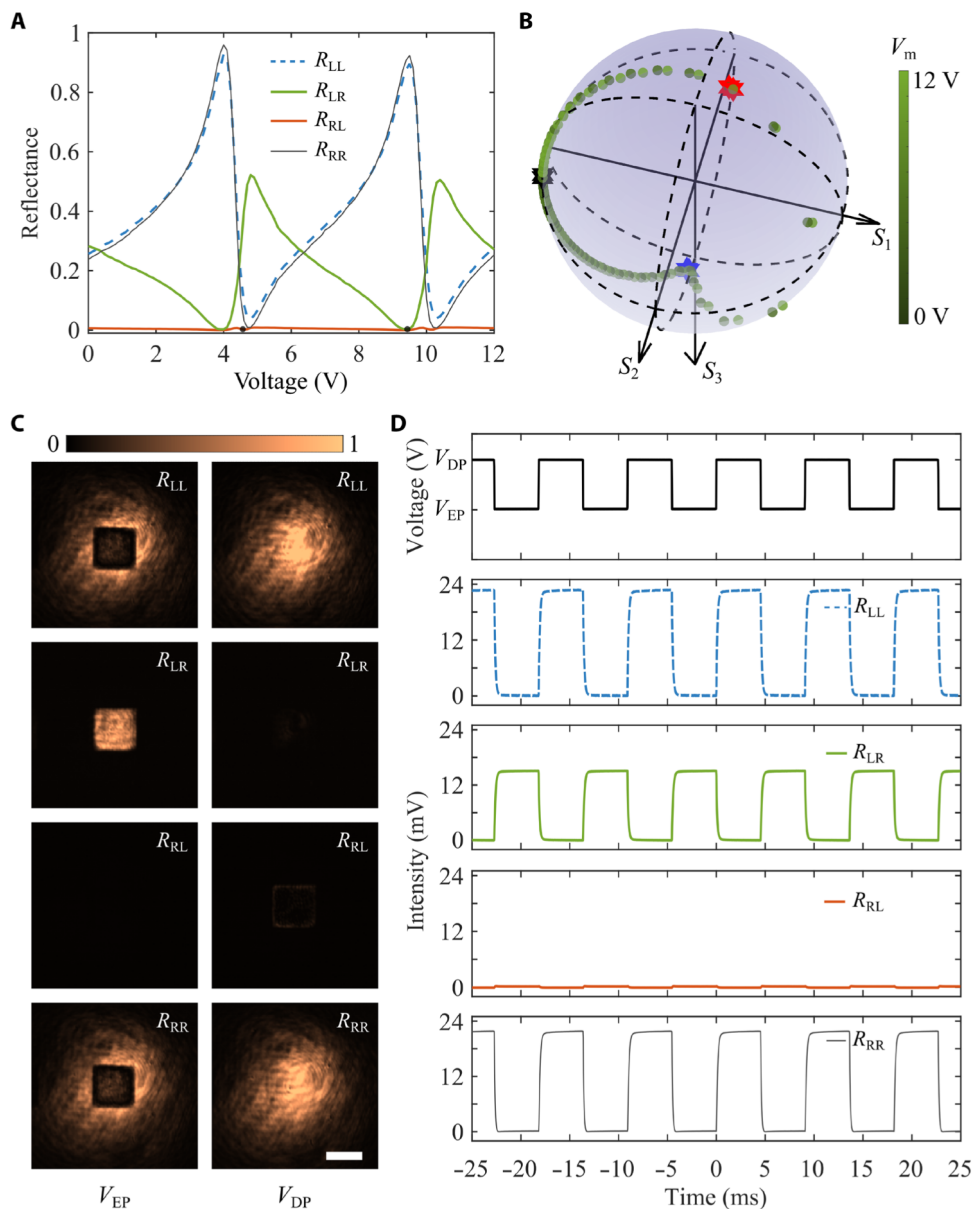 A
Reflectance
1
0.8
0.6
0.4
0.2
0
0 2 4 6 8 10 12
Voltage (V)
R_LL
R_LR
R_RL
R_RR
B
V_m
12 V
0 V
S_1
S_2
S_3
C
0 1
R_LL R_LL
R_LR R_LR
R_RL R_RL
R_RR R_RR
V_EP V_DP
D
Voltage (V)
V_DP
V_EP
Intensity (mV)
24
12
0
R_LL
24
12
0
R_LR
24
12
0
R_RL
24
12
0
R_RR
−25 −20 −15 −10 −5 0 5 10 15 20 25
Time (ms)